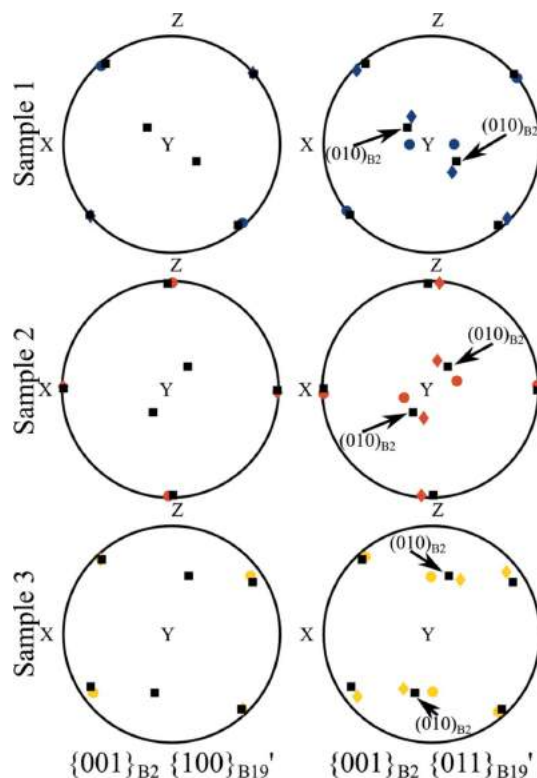 Z Z
Sample 1
X Y X Y
(010)B2
(010)B2
Z Z
Sample 2
X Y X Y
(010)B2
(010)B2
Z Z
Sample 3
X Y X Y
(010)B2
(010)B2
{001}B2 {100}B19' {001}B2 {011}B19'